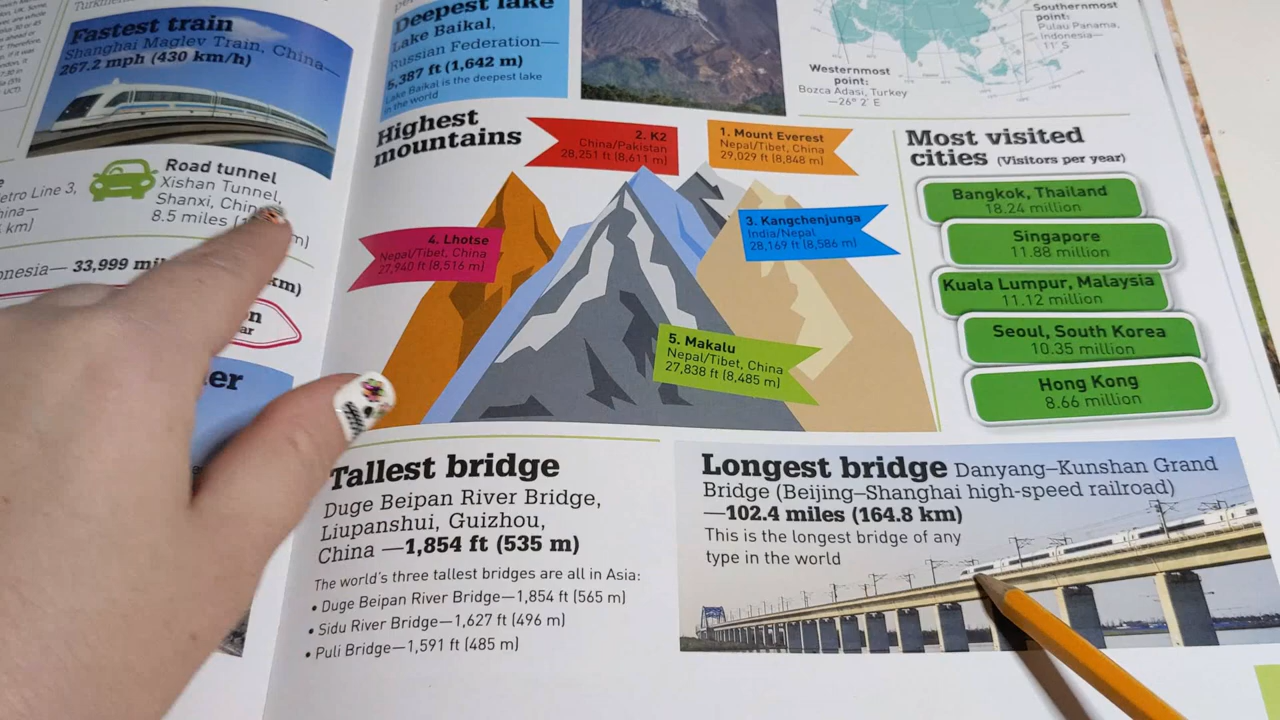 Fastest train
Shanghai Maglev Train, China—
267.2 mph (430 km/h)
Road tunnel
Xishan Tunnel,
Shanxi,
8.5 miles
etro Line 3,
hina—
km)
onesia— 33,999
km)
er
Deepest lake
Lake Baikal,
Russian Federation—
5,387 ft (1,642 m)
Lake Baikal is the deepest lake
in the world
Southernmost
point:
Pulau Panama,
Indonesia—
11° S
Westernmost
point:
Bozca Adasi, Turkey
—26° 2' E
Highest
mountains
2. K2
China/Pakistan
28,251 ft (8,611 m)
1. Mount Everest
Nepal/Tibet, China
29,029 ft (8,848 m)
3. Kangchenjunga
India/Nepal
28,169 ft (8,586 m)
4. Lhotse
Nepal/Tibet, China
27,940 ft (8,516 m)
5. Makalu
Nepal/Tibet, China
27,838 ft (8,485 m)
Most visited
cities (Visitors per year)
Bangkok, Thailand
18.24 million
Singapore
11.88 million
Kuala Lumpur, Malaysia
11.12 million
Seoul, South Korea
10.35 million
Hong Kong
8.66 million
Tallest bridge
Duge Beipan River Bridge,
Liupanshui, Guizhou,
China —1,854 ft (535 m)
The world's three tallest bridges are all in Asia:
• Duge Beipan River Bridge—1,854 ft (565 m)
• Sidu River Bridge—1,627 ft (496 m)
• Puli Bridge—1,591 ft (485 m)
Longest bridge Danyang–Kunshan Grand
Bridge (Beijing–Shanghai high-speed railroad)
—102.4 miles (164.8 km)
This is the longest bridge of any
type in the world